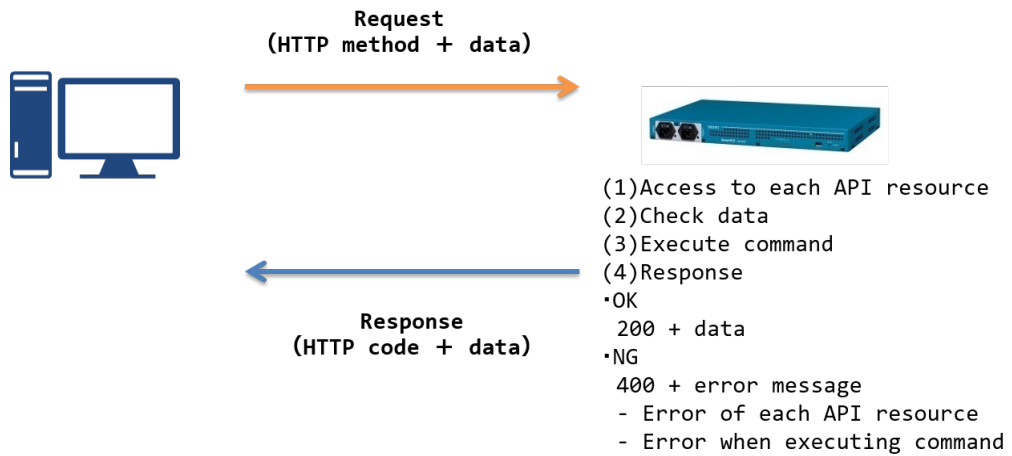 Request
(HTTP method + data)
(1)Access to each API resource
(2)Check data
(3)Execute command
(4)Response
・OK
200 + data
・NG
400 + error message
- Error of each API resource
- Error when executing command
Response
(HTTP code + data)